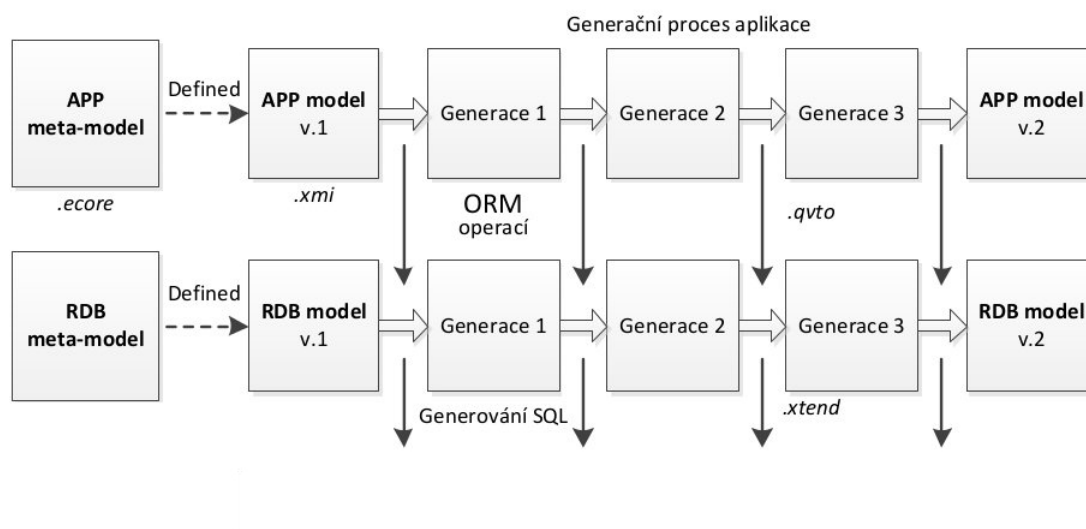 Generační proces aplikace
APP
meta-model
Defined
APP model
v.1
Generace 1
Generace 2
Generace 3
APP model
v.2
.ecore
.xmi
ORM
operací
.qvto
RDB
meta-model
Defined
RDB model
v.1
Generace 1
Generace 2
Generace 3
RDB model
v.2
Generování SQL
.xtend